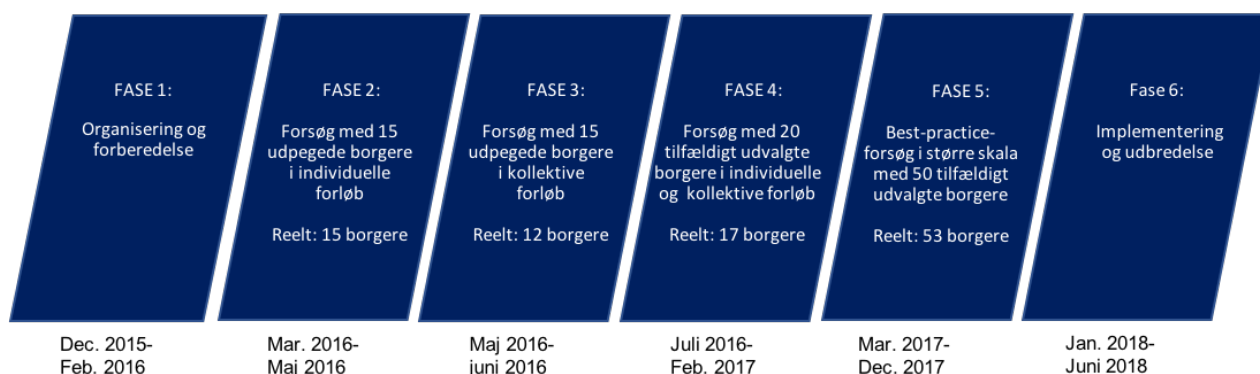 FASE 1:
Organisering og
forberedelse
FASE 2:
Forsøg med 15
udpegede borgere
i individuelle
forløb
Reelt: 15 borgere
FASE 3:
Forsøg med 15
udpegede borgere
i kollektive
forløb
Reelt: 12 borgere
FASE 4:
Forsøg med 20
tilfældigt udvalgte
borgere i individuelle
og kollektive forløb
Reelt: 17 borgere
FASE 5:
Best-practice-
forsøg i større skala
med 50 tilfældigt
udvalgte borgere
Reelt: 53 borgere
Fase 6:
Implementering
og udbredelse
Dec. 2015-
Feb. 2016
Mar. 2016-
Maj 2016
Maj 2016-
juni 2016
Juli 2016-
Feb. 2017
Mar. 2017-
Dec. 2017
Jan. 2018-
Juni 2018